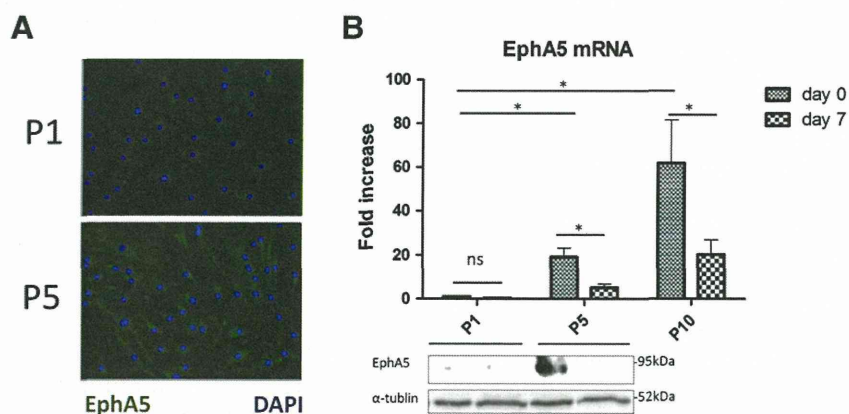 A
P1
P5
EphA5 DAPI
B
EphA5 mRNA
Fold increase
100
80
60
40
20
0
*
*
*
*
ns
day 0
day 7
P1
P5
P10
EphA5
-95kDa
α-tublin
-52kDa